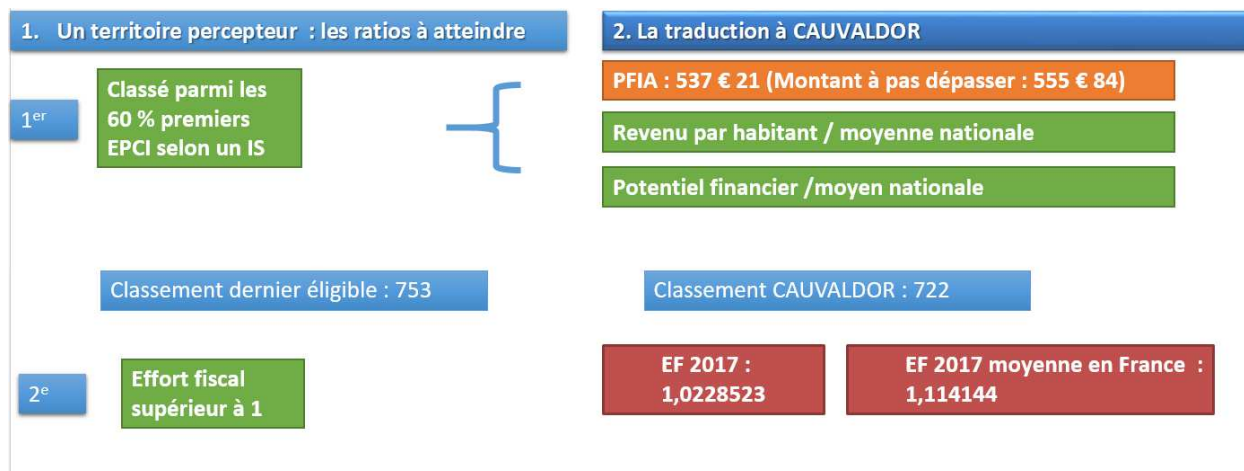 1. Un territoire percepteur : les ratios à atteindre
2. La traduction à CAUVALDOR
1er
Classé parmi les
60 % premiers
EPCI selon un IS
PFIA : 537 € 21 (Montant à pas dépasser : 555 € 84)
Revenu par habitant / moyenne nationale
Potentiel financier /moyen nationale
Classement dernier éligible : 753
Classement CAUVALDOR : 722
2e
Effort fiscal
supérieur à 1
EF 2017 :
1,0228523
EF 2017 moyenne en France :
1,114144